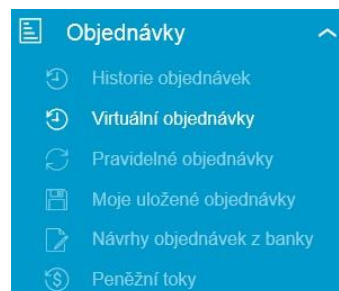 Objednávky
Historie objednávek
Virtuální objednávky
Pravidelné objednávky
Moje uložené objednávky
Návrhy objednávek z banky
Peněžní toky